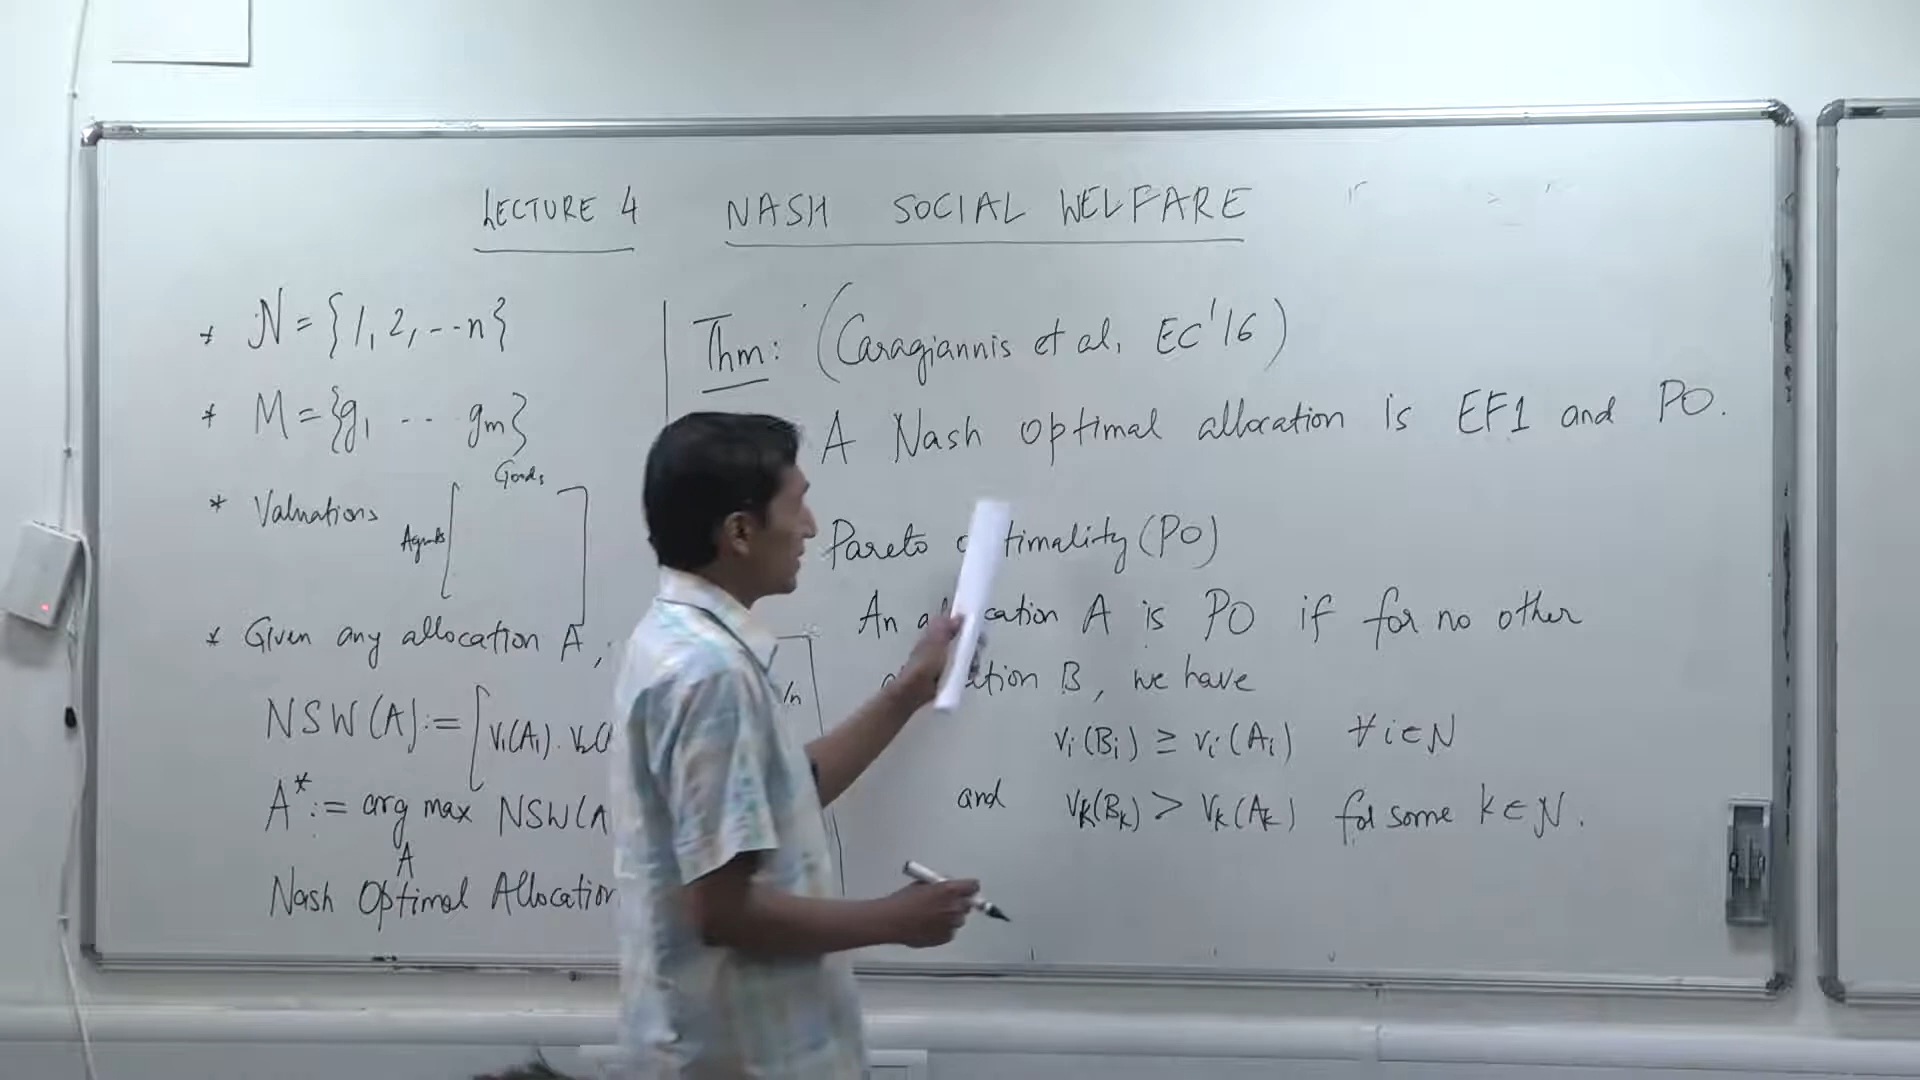 LECTURE 4 NASH SOCIAL WELFARE
* N = {1, 2, -- n}
* M = {g1 -- gm}
* Valuations
Goods
Agents
* Given any allocation A,
NSW(A) := [v1(A1) . v2(
/n
A* := arg max NSW(A
A
Nash Optimal Allocation
Thm: (Caragiannis et al. EC'16)
A Nash optimal allocation is EF1 and PO.
Pareto timality (PO)
An cation A is PO if for no other
tion B, we have
vi(Bi) ≥ vi(Ai) ∀ i ∈ N
and vk(Bk) > vk(Ak) for some k ∈ N.